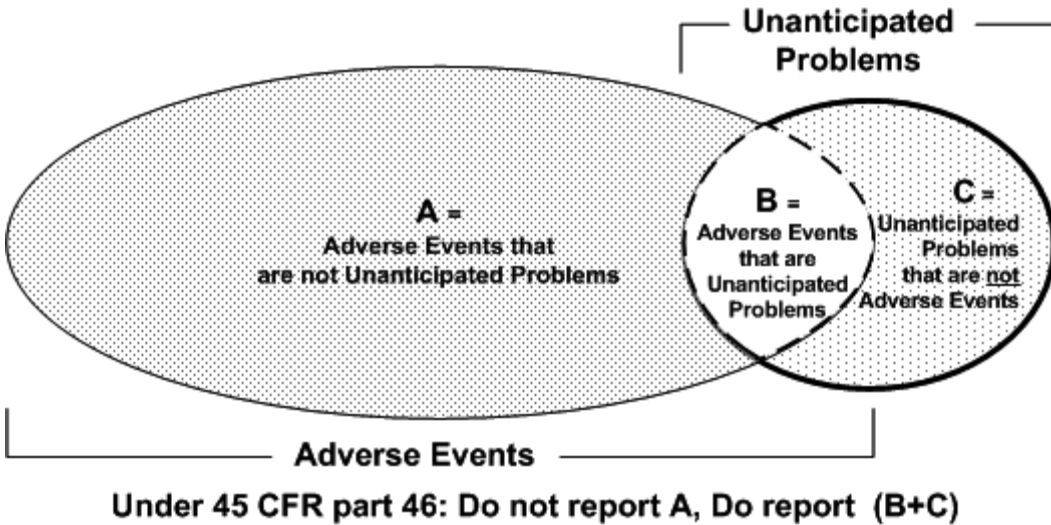 Unanticipated
Problems
A =
Adverse Events that
are not Unanticipated Problems
B =
Adverse Events
that are
Unanticipated
Problems
C =
Unanticipated
Problems
that are not
Adverse Events
Adverse Events
Under 45 CFR part 46: Do not report A, Do report (B+C)